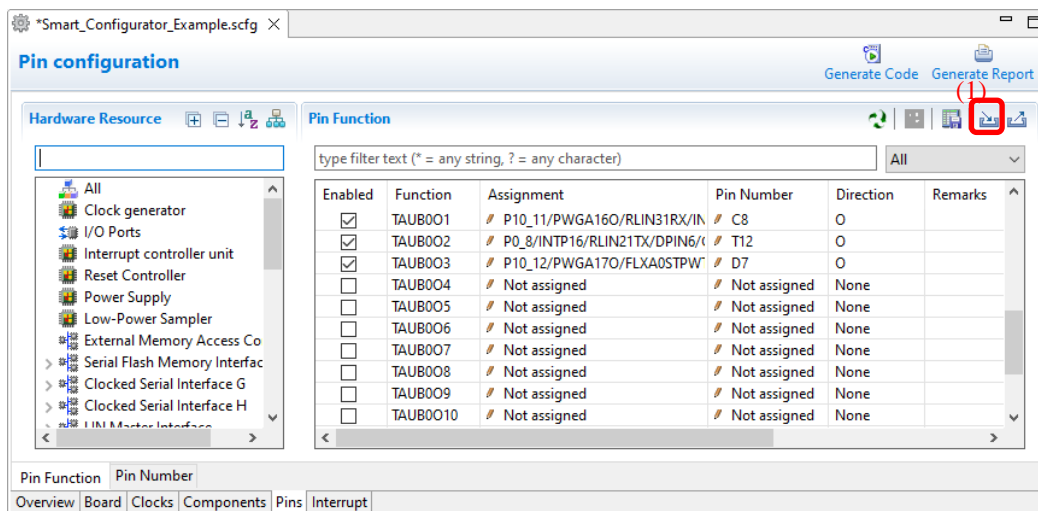 *Smart_Configurator_Example.scfg
Pin configuration
Generate Code
Generate Report
(1)
Hardware Resource
Pin Function
type filter text (* = any string, ? = any character)
All
All
Clock generator
I/O Ports
Interrupt controller unit
Reset Controller
Power Supply
Low-Power Sampler
External Memory Access Co
Serial Flash Memory Interfac
Clocked Serial Interface G
Clocked Serial Interface H
LIN Master Interface
Enabled Function Assignment Pin Number Direction Remarks
TAUB0O1 P10_11/PWGA16O/RLIN31RX/IN C8 O
TAUB0O2 P0_8/INTP16/RLIN21TX/DPIN6/( T12 O
TAUB0O3 P10_12/PWGA17O/FLXA0STPWT D7 O
TAUB0O4 Not assigned Not assigned None
TAUB0O5 Not assigned Not assigned None
TAUB0O6 Not assigned Not assigned None
TAUB0O7 Not assigned Not assigned None
TAUB0O8 Not assigned Not assigned None
TAUB0O9 Not assigned Not assigned None
TAUB0O10 Not assigned Not assigned None
Pin Function Pin Number
Overview Board Clocks Components Pins Interrupt